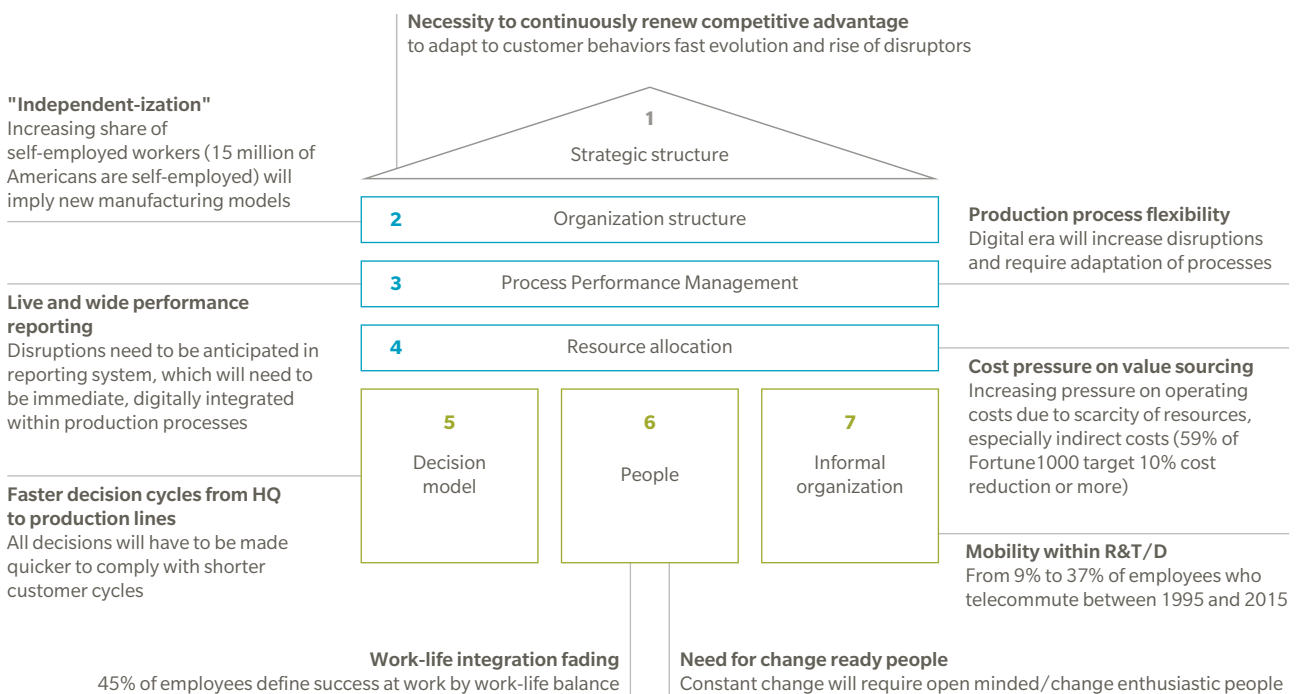 Necessity to continuously renew competitive advantage
to adapt to customer behaviors fast evolution and rise of disruptors
"Independent-ization"
Increasing share of
self-employed workers (15 million of
Americans are self-employed) will
imply new manufacturing models
1
Strategic structure
2 Organization structure
Production process flexibility
Digital era will increase disruptions
and require adaptation of processes
3 Process Performance Management
Live and wide performance
reporting
Disruptions need to be anticipated in
reporting system, which will need to
be immediate, digitally integrated
within production processes
4 Resource allocation
Cost pressure on value sourcing
Increasing pressure on operating
costs due to scarcity of resources,
especially indirect costs (59% of
Fortune1000 target 10% cost
reduction or more)
5
Decision
model
6
People
7
Informal
organization
Faster decision cycles from HQ
to production lines
All decisions will have to be made
quicker to comply with shorter
customer cycles
Mobility within R&T/D
From 9% to 37% of employees who
telecommute between 1995 and 2015
Work-life integration fading
45% of employees define success at work by work-life balance
Need for change ready people
Constant change will require open minded/change enthusiastic people